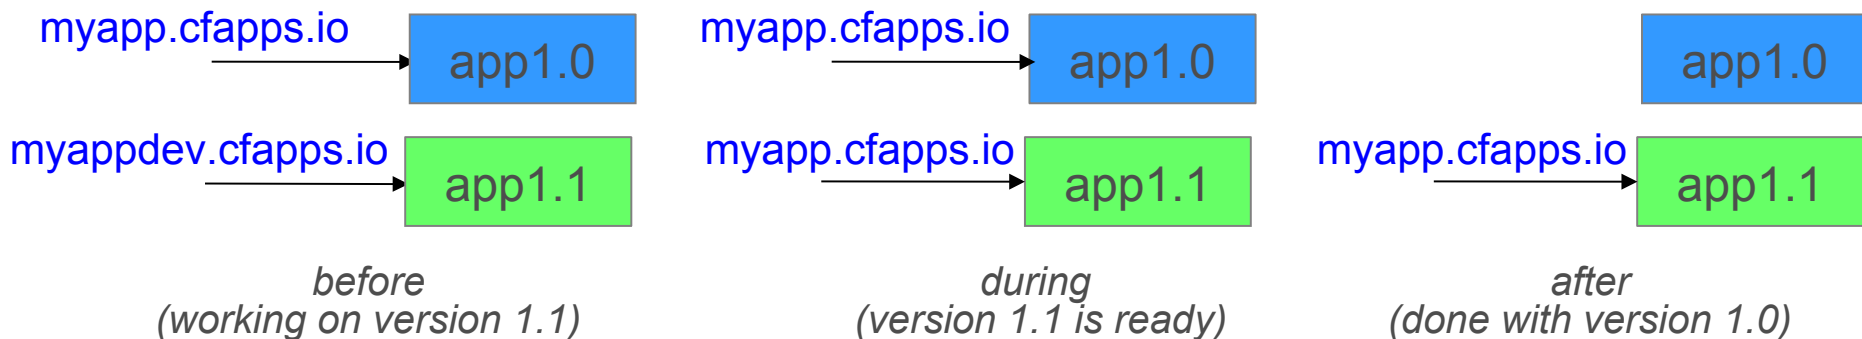 myapp.cfapps.io
app1.0
myappdev.cfapps.io
app1.1
before
(working on version 1.1)
myapp.cfapps.io
app1.0
myapp.cfapps.io
app1.1
during
(version 1.1 is ready)
app1.0
myapp.cfapps.io
app1.1
after
(done with version 1.0)